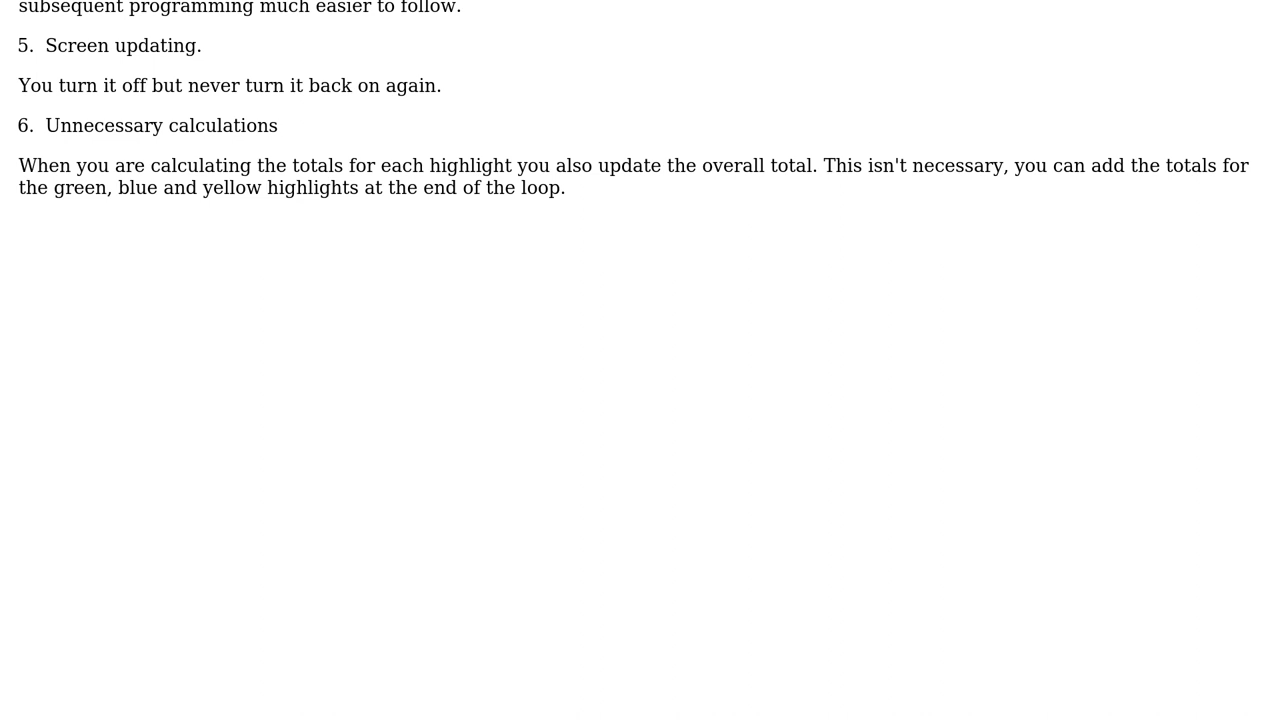 subsequent programming much easier to follow.
5. Screen updating.
You turn it off but never turn it back on again.
6. Unnecessary calculations
When you are calculating the totals for each highlight you also update the overall total. This isn't necessary, you can add the totals for
the green, blue and yellow highlights at the end of the loop.